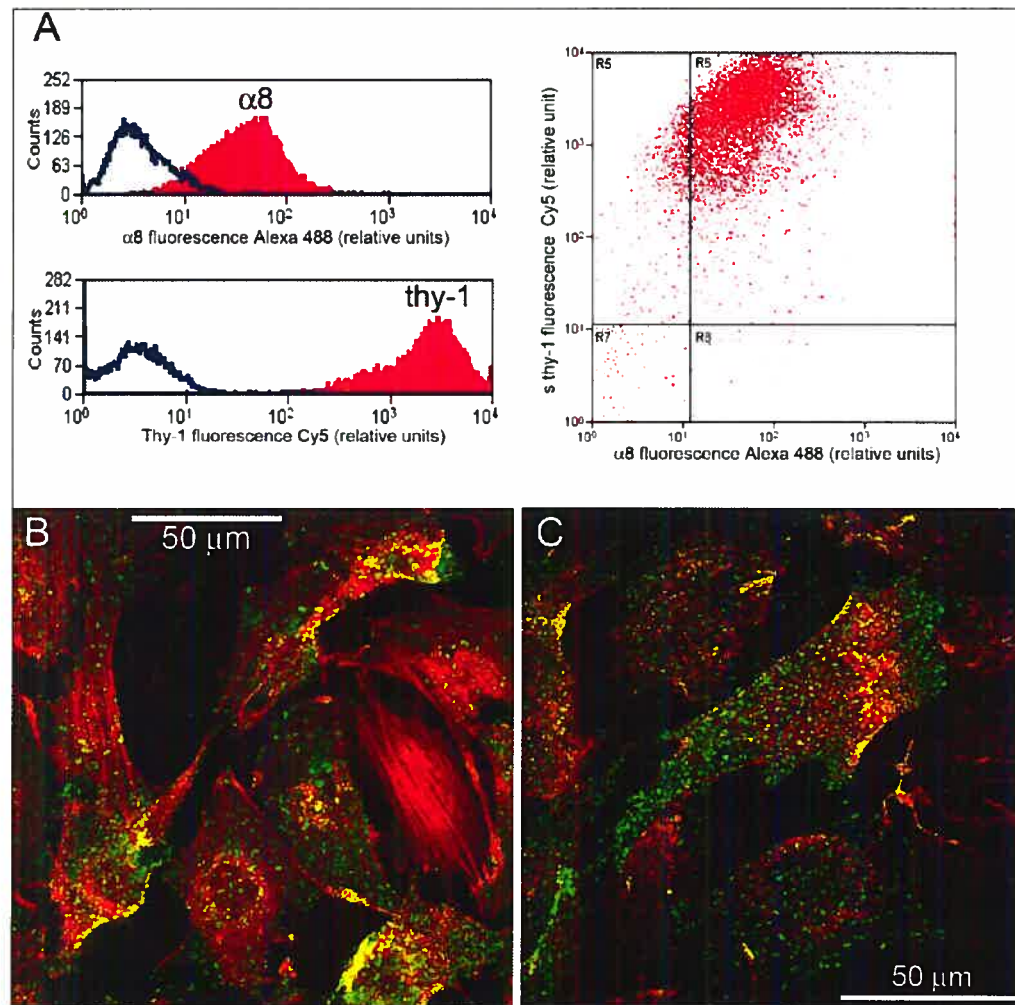 A
252
189
126
63
0
Counts
α8
10⁰ 10¹ 10² 10³ 10⁴
α8 fluorescence Alexa 488 (relative units)
282
211
141
70
0
Counts
thy-1
10⁰ 10¹ 10² 10³ 10⁴
Thy-1 fluorescence Cy5 (relative units)
10⁴
10³
10²
10¹
10⁰
s thy-1 fluorescence Cy5 (relative unit)
R5
R6
R7
R8
10⁰ 10¹ 10² 10³ 10⁴
α8 fluorescence Alexa 488 (relative units)
B
50 µm
C
50 µm